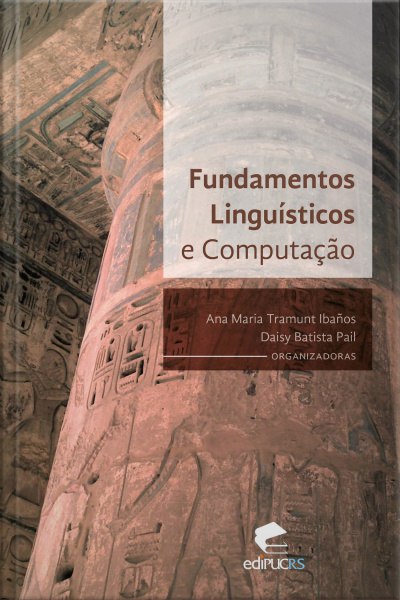 Fundamentos
Linguísticos
e Computação
Ana Maria Tramunt Ibaños
Daisy Batista Pail
ORGANIZADORAS
edIPUCRS